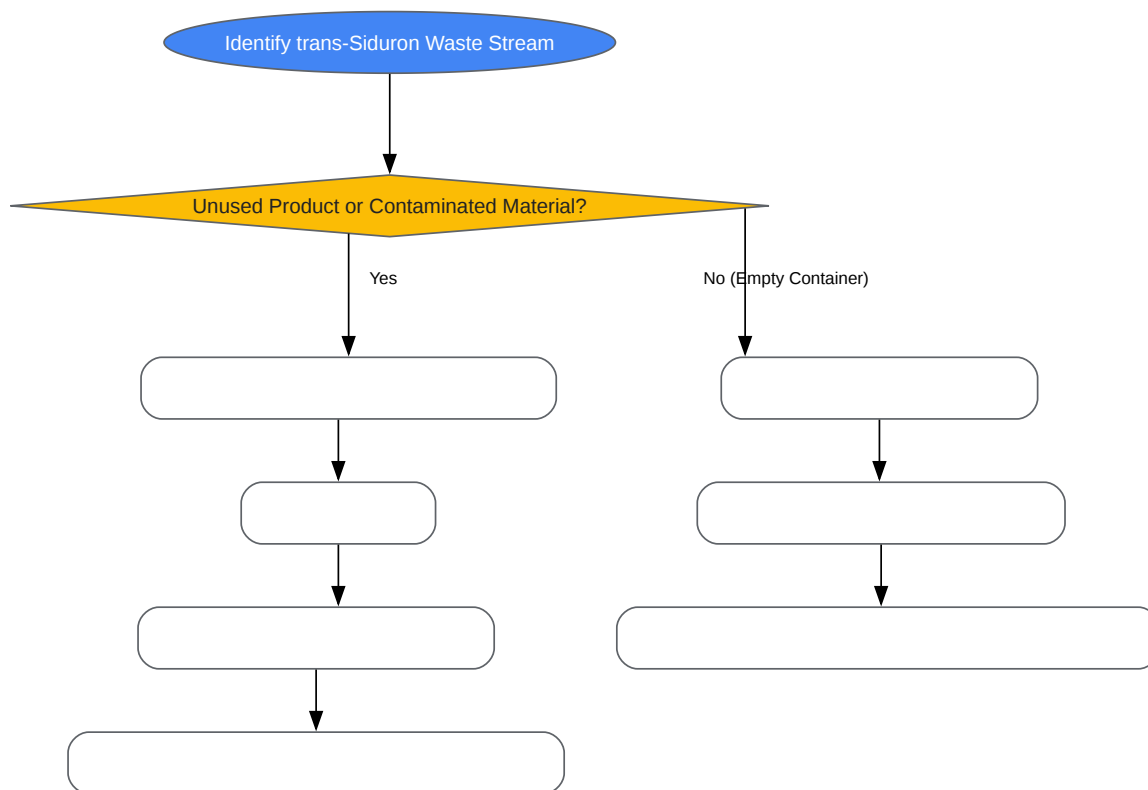 Identify trans-Siduron Waste Stream
Unused Product or Contaminated Material?
Yes
No (Empty Container)